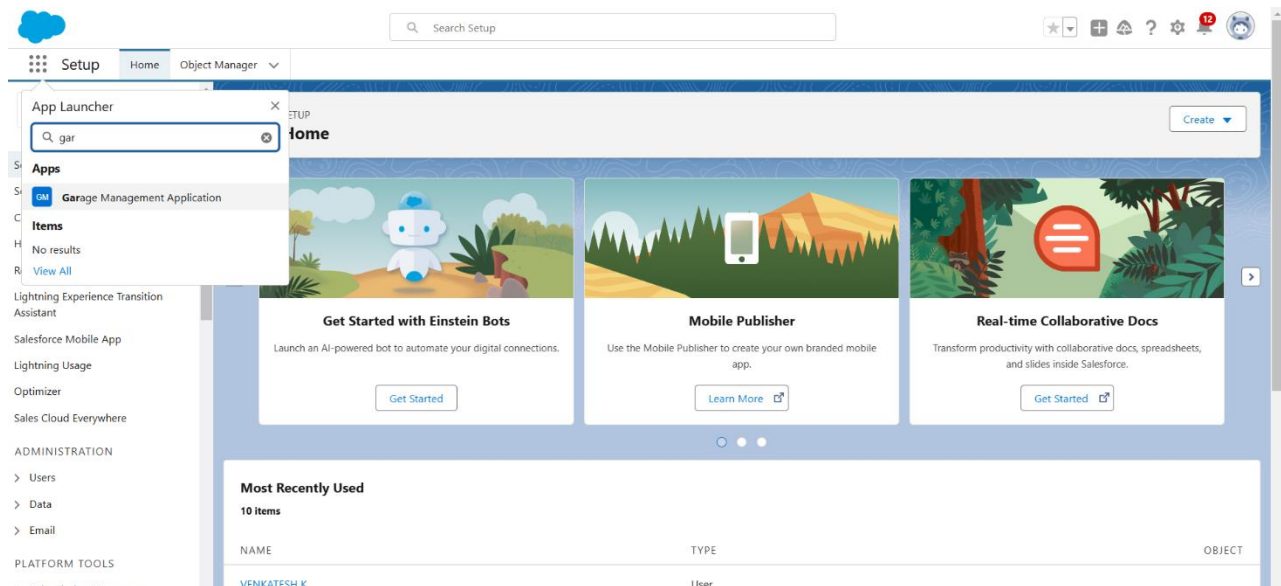 Search Setup
12
Setup
Home
Object Manager
App Launcher
gar
Apps
GM
Garage Management Application
Items
No results
View All
SETUP
Home
Create
Lightning Experience Transition
Assistant
Salesforce Mobile App
Lightning Usage
Optimizer
Sales Cloud Everywhere
ADMINISTRATION
Users
Data
Email
PLATFORM TOOLS
Get Started with Einstein Bots
Launch an AI-powered bot to automate your digital connections.
Get Started
Mobile Publisher
Use the Mobile Publisher to create your own branded mobile
app.
Learn More
Real-time Collaborative Docs
Transform productivity with collaborative docs, spreadsheets,
and slides inside Salesforce.
Get Started
Most Recently Used
10 items
NAME
TYPE
OBJECT
VENKATESH K
User